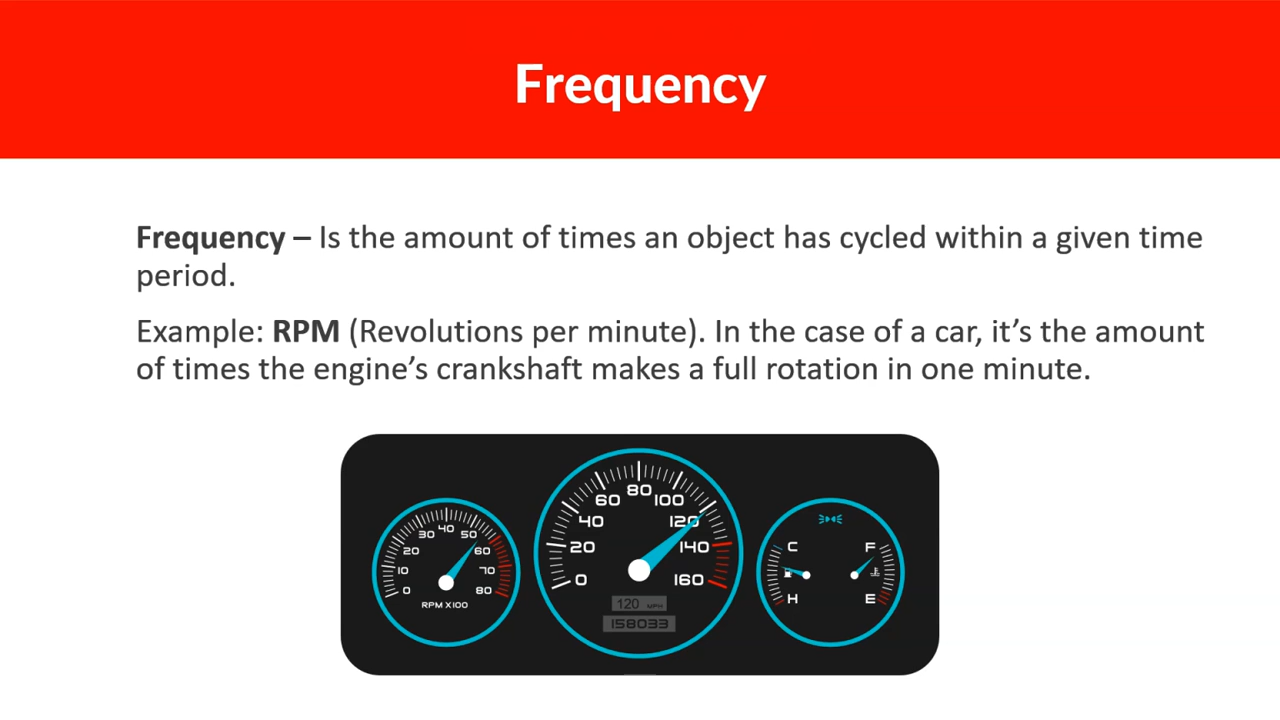 Frequency
Frequency – Is the amount of times an object has cycled within a given time
period.
Example: RPM (Revolutions per minute). In the case of a car, it’s the amount
of times the engine’s crankshaft makes a full rotation in one minute.
0 10 20 30 40 50 60 70 80
RPM X100
0 20 40 60 80 100 120 140 160
120 MPH
158033
C F
H E